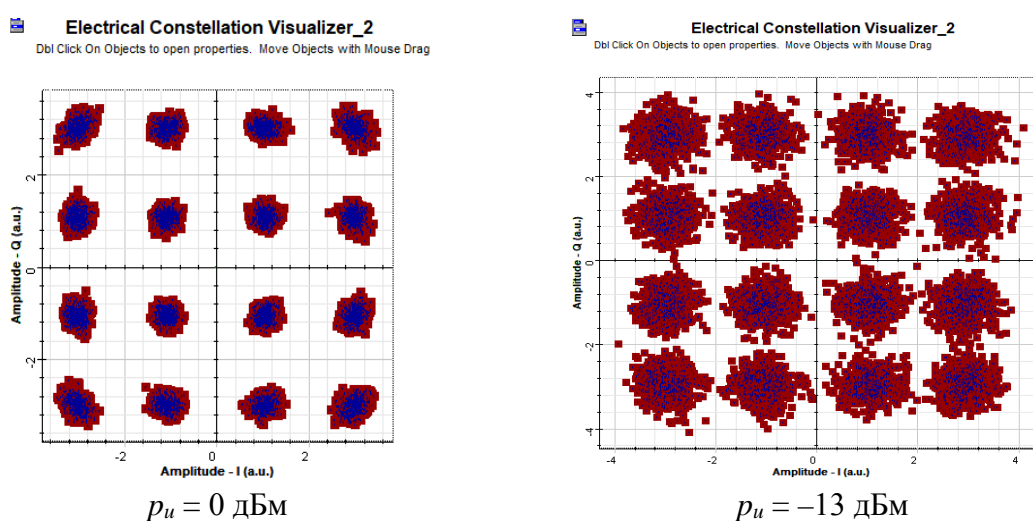 Electrical Constellation Visualizer_2
Dbl Click On Objects to open properties. Move Objects with Mouse Drag
Amplitude - Q (a.u.)
2
0
-2
-2
0
2
Amplitude - I (a.u.)
pᵤ = 0 дБм
Electrical Constellation Visualizer_2
Dbl Click On Objects to open properties. Move Objects with Mouse Drag
Amplitude - Q (a.u.)
4
2
0
-2
-4
-4
-2
0
2
4
Amplitude - I (a.u.)
pᵤ = –13 дБм